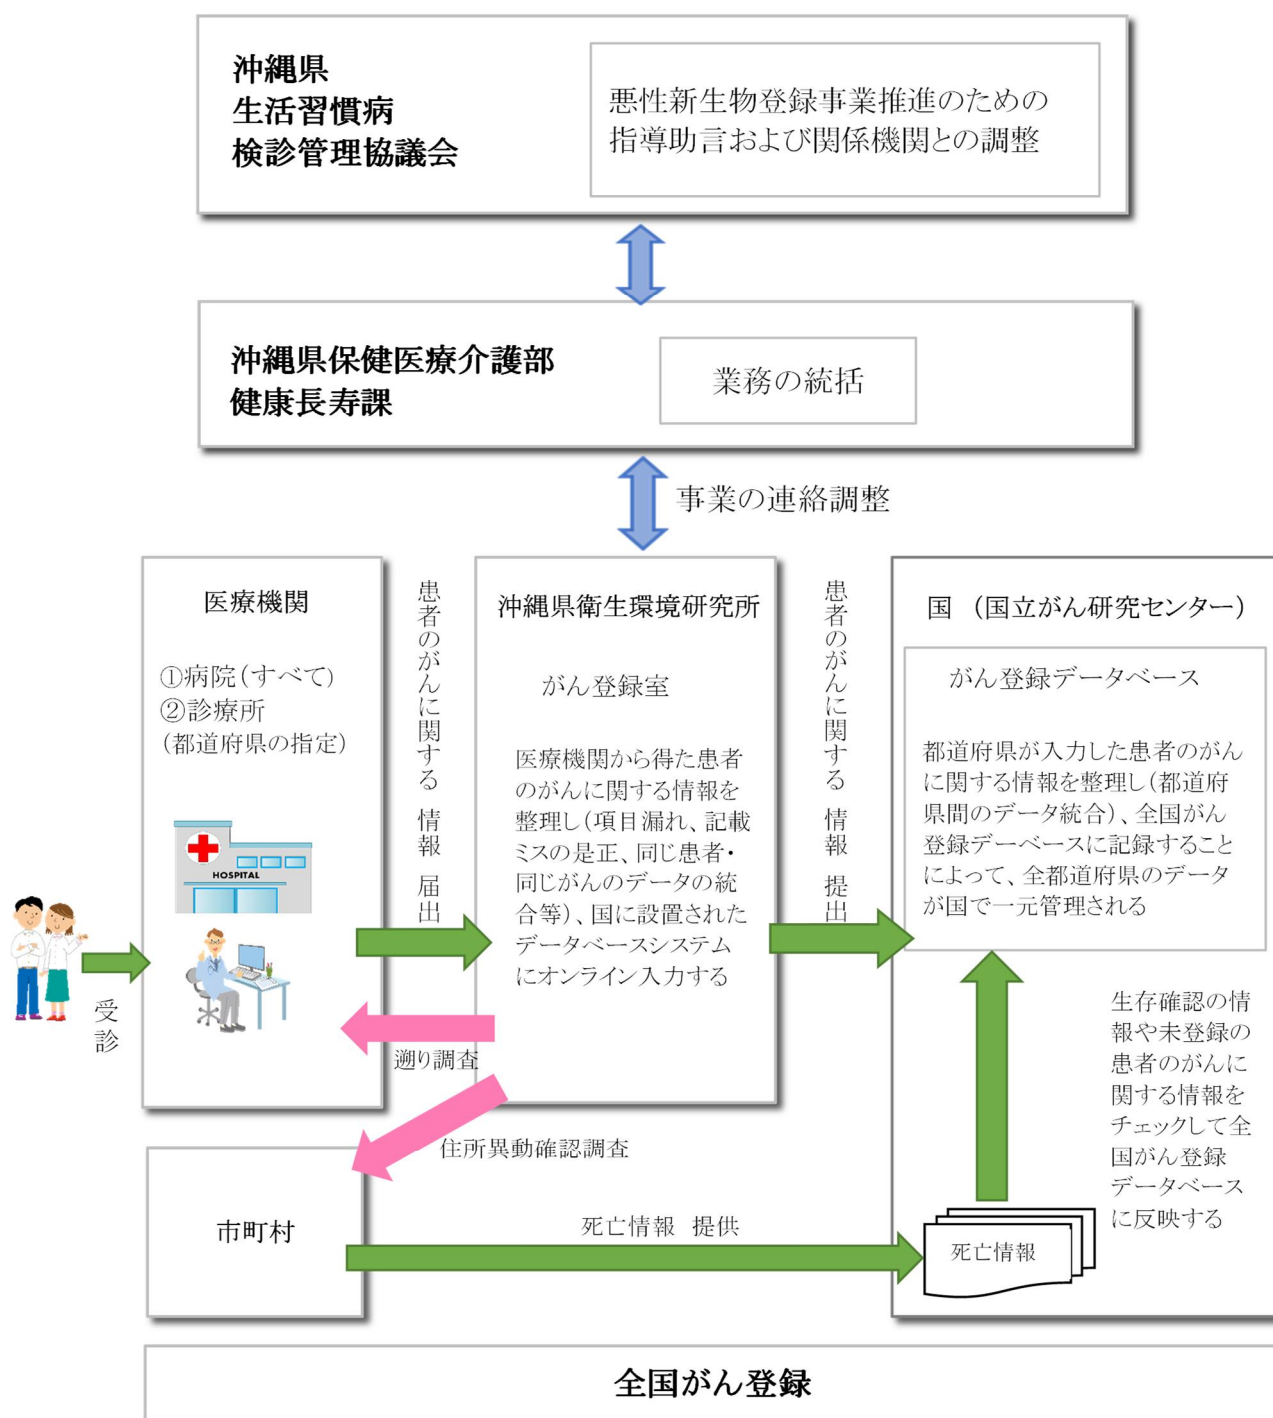 沖縄県
生活習慣病
検診管理協議会
悪性新生物登録事業推進のための
指導助言および関係機関との調整
沖縄県保健医療介護部
健康長寿課
業務の統括
事業の連絡調整
医療機関
①病院(すべて)
②診療所
(都道府県の指定)
HOSPITAL
受診
患者のがんに関する 情報 届出
沖縄県衛生環境研究所
がん登録室
医療機関から得た患者
のがんに関する情報を
整理し(項目漏れ、記載
ミスの是正、同じ患者・
同じがんのデータの統
合等)、国に設置された
データベースシステム
にオンライン入力する
患者のがんに関する 情報 提出
国 (国立がん研究センター)
がん登録データベース
都道府県が入力した患者のがん
に関する情報を整理し(都道府
県間のデータ統合)、全国がん
登録デーベースに記録すること
によって、全都道府県のデータ
が国で一元管理される
遡り調査
住所異動確認調査
市町村
死亡情報 提供
死亡情報
生存確認の情
報や未登録の
患者のがんに
関する情報を
チェックして全
国がん登録
データベース
に反映する
全国がん登録